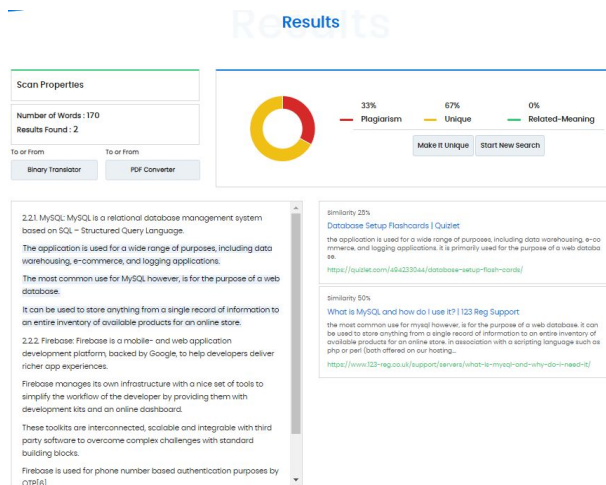 Results
Scan Properties
Number of Words : 170
Results Found : 2
To or From To or From
Binary Translator PDF Converter
33% 67% 0%
Plagiarism Unique Related-Meaning
Make It Unique Start New Search
2.2.1. MySQL: MySQL is a relational database management system
based on SQL – Structured Query Language.
The application is used for a wide range of purposes, including data
warehousing, e-commerce, and logging applications.
The most common use for MySQL however, is for the purpose of a web
database.
It can be used to store anything from a single record of information to
an entire inventory of available products for an online store.
2.2.2. Firebase: Firebase is a mobile- and web application
development platform, backed by Google, to help developers deliver
richer app experiences.
Firebase manages its own infrastructure with a nice set of tools to
simplify the workflow of the developer by providing them with
development kits and an online dashboard.
These toolkits are interconnected, scalable and integrable with third
party software to overcome complex challenges with standard
building blocks.
Firebase is used for phone number based authentication purposes by
OTP[6]
Similarity 25%
Database Setup Flashcards | Quizlet
the application is used for a wide range of purposes, including data warehousing, e-co
mmerce, and logging applications. it is primarily used for the purpose of a web databa
se.
https://quizlet.com/494233044/database-setup-flash-cards/
Similarity 50%
What is MySQL and how do I use it? | 123 Reg Support
the most common use for mysql however, is for the purpose of a web database. it can
be used to store anything from a single record of information to an entire inventory of
available products for an online store. in association with a scripting language such as
php or perl (both offered on our hosting...
https://www.123-reg.co.uk/support/servers/what-is-mysql-and-why-do-i-need-it/